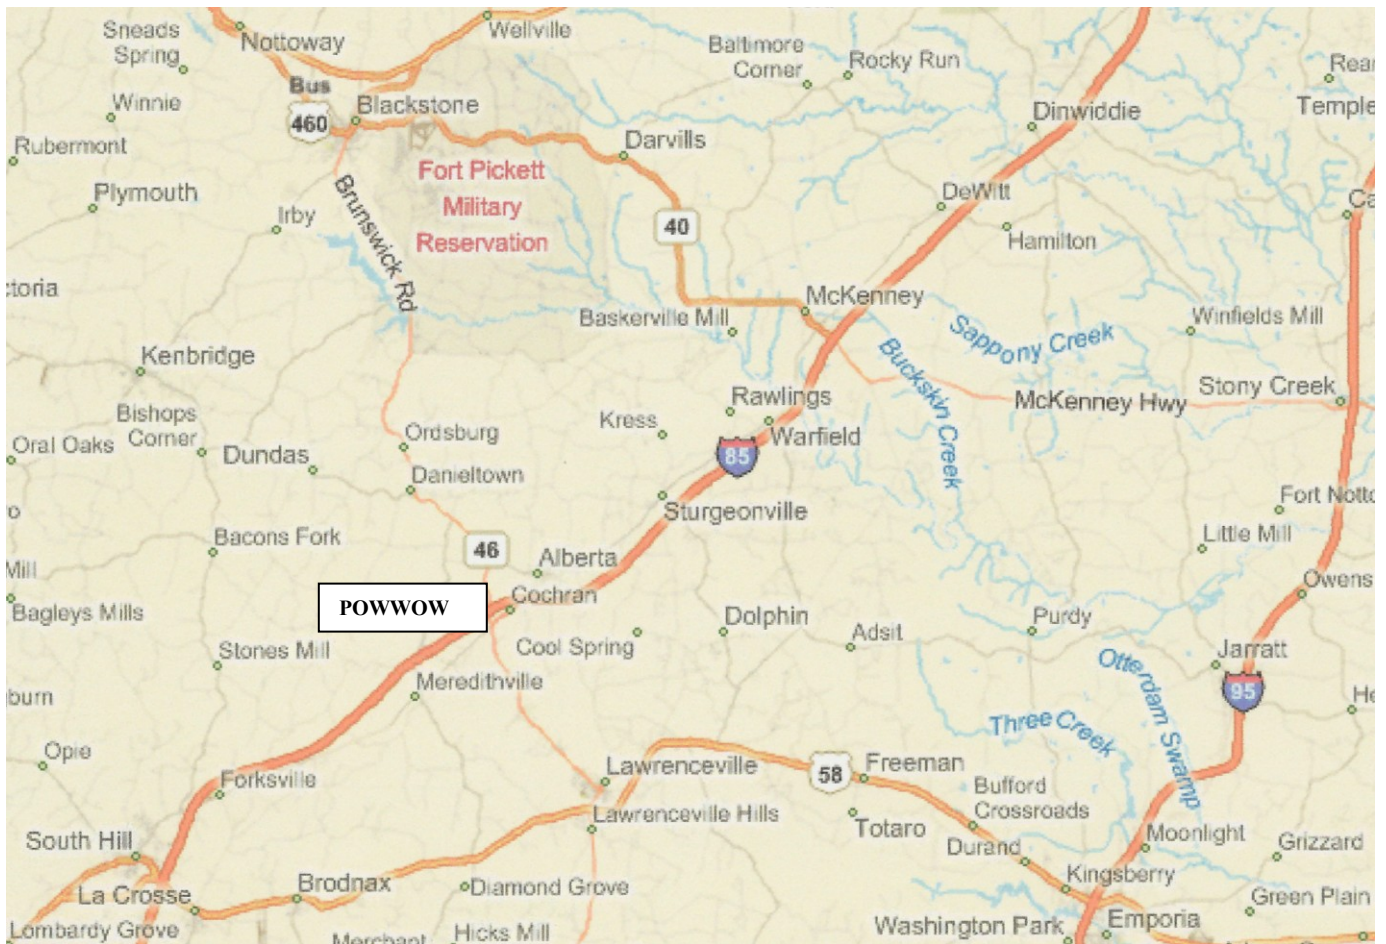 Sneads
Spring
Nottoway
Wellville
Baltimore
Corner
Rocky Run
Bus
460
Winnie
Blackstone
Dinwiddie
Rubermont
Darvills
Fort Pickett
Military
Reservation
Plymouth
Irby
Brunswick Rd
40
DeWitt
Hamilton
McKenney
Baskerville Mill
Winfields Mill
Sappony Creek
Buckskin Creek
Kenbridge
Bishops
Corner
Rawlings
McKenney Hwy
Stony Creek
Kress
Warfield
Oral Oaks
Dundas
Ordsburg
85
Danieltown
Sturgeonville
Bacons Fork
46
Alberta
Little Mill
Mill
Bagleys Mills
POWWOW
Cochran
Owens
Cool Spring
Dolphin
Adsit
Purdy
Stones Mill
Meredithville
Otterdam Swamp
Jarratt
95
Three Creek
Opie
Forksville
Lawrenceville
58
Freeman
Bufford
Crossroads
Lawrenceville Hills
Totaro
South Hill
Durand
Moonlight
Grizzard
La Crosse
Brodnax
Diamond Grove
Kingsberry
Green Plain
Lombardy Grove
Hicks Mill
Washington Park
Emporia